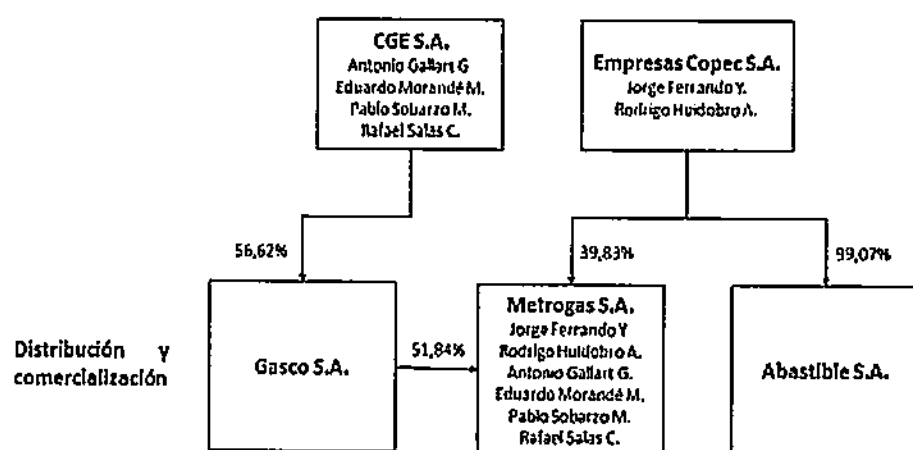 CGE S.A.
Antonio Gallart G
Eduardo Morandé M.
Pablo Sobarzo M.
Rafael Salas C.
Empresas Copec S.A.
Jorge Ferrando Y.
Rodrigo Huidobro A.
56,62%
39,83%
99,07%
Distribución y
comercialización
Gasco S.A.
51,84%
Metrogas S.A.
Jorge Ferrando Y
Rodrigo Huidobro A.
Antonio Gallart G.
Eduardo Morandé M.
Pablo Sobarzo M.
Rafael Salas C.
Abastible S.A.